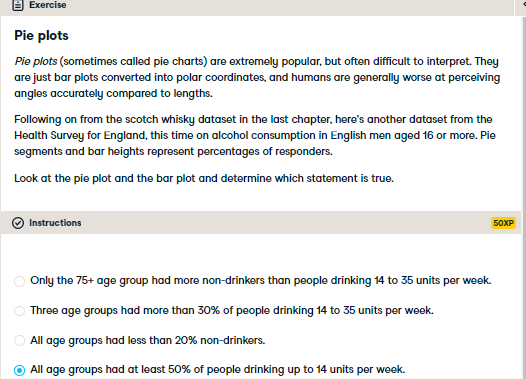 Exercise
Pie plots
Pie plots (sometimes called pie charts) are extremely popular, but often difficult to interpret. They
are just bar plots converted into polar coordinates, and humans are generally worse at perceiving
angles accurately compared to lengths.
Following on from the scotch whisky dataset in the last chapter, here's another dataset from the
Health Survey for England, this time on alcohol consumption in English men aged 16 or more. Pie
segments and bar heights represent percentages of responders.
Look at the pie plot and the bar plot and determine which statement is true.
Instructions
50XP
Only the 75+ age group had more non-drinkers than people drinking 14 to 35 units per week.
Three age groups had more than 30% of people drinking 14 to 35 units per week.
All age groups had less than 20% non-drinkers.
All age groups had at least 50% of people drinking up to 14 units per week.